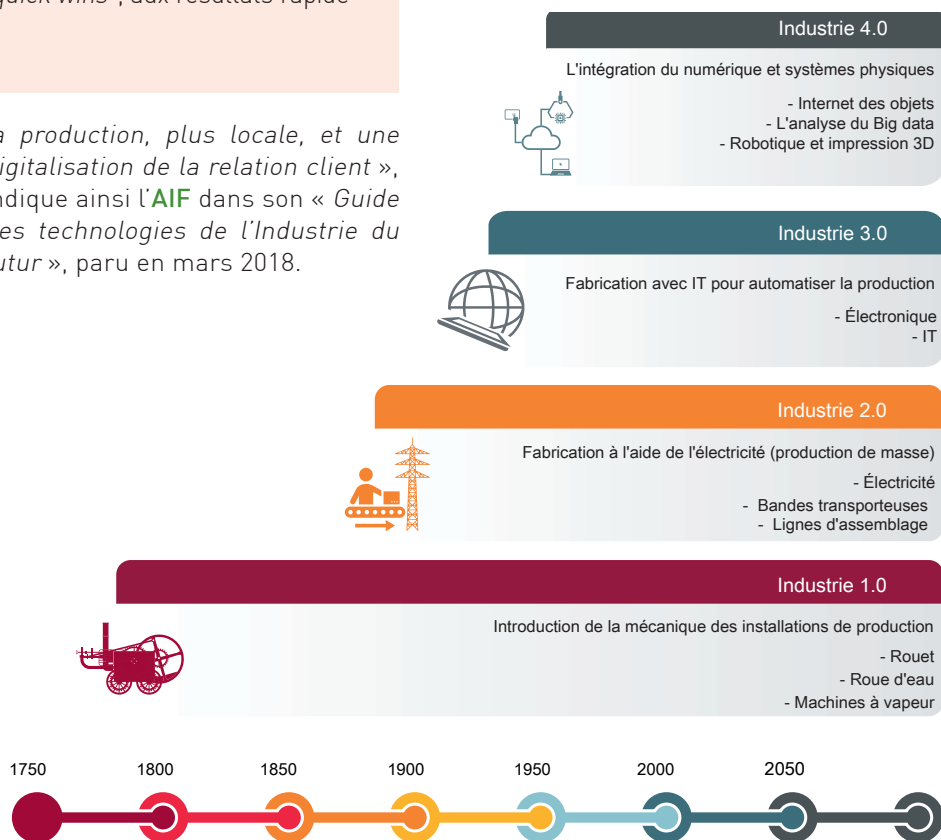 quick wins", aux résultats rapide
a production, plus locale, et une
igitalisation de la relation client »,
ndique ainsi l'AIF dans son « Guide
es technologies de l'Industrie du
utur », paru en mars 2018.
Industrie 4.0
L'intégration du numérique et systèmes physiques
- Internet des objets
- L'analyse du Big data
- Robotique et impression 3D
Industrie 3.0
Fabrication avec IT pour automatiser la production
- Électronique
- IT
Industrie 2.0
Fabrication à l'aide de l'électricité (production de masse)
- Électricité
- Bandes transporteuses
- Lignes d'assemblage
Industrie 1.0
Introduction de la mécanique des installations de production
- Rouet
- Roue d'eau
- Machines à vapeur
1750 1800 1850 1900 1950 2000 2050